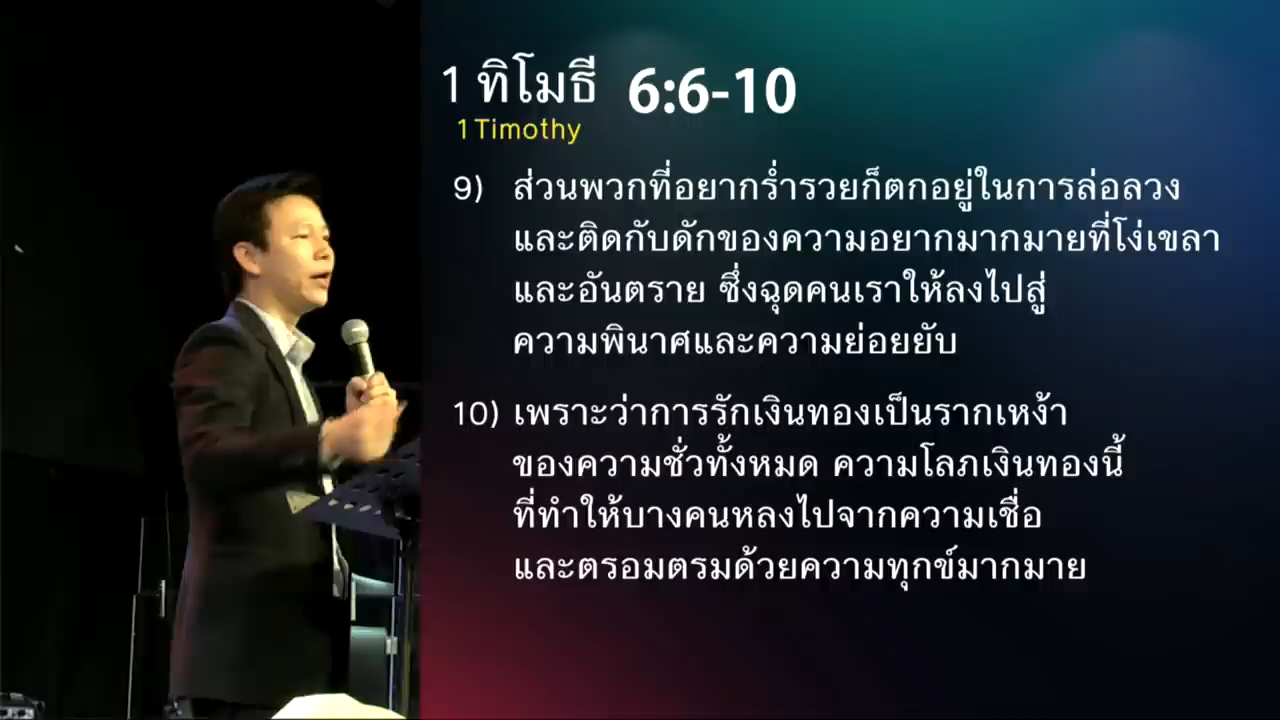 1 ทิโมธี 6:6-10
1 Timothy
9) ส่วนพวกที่อยากร่ำรวยก็ตกอยู่ในการล่อลวง
และติดกับดักของความอยากมากมายที่โง่เขลา
และอันตราย ซึ่งฉุดคนเราให้ลงไปสู่
ความพินาศและความย่อยยับ
10) เพราะว่าการรักเงินทองเป็นรากเหง้า
ของความชั่วทั้งหมด ความโลภเงินทองนี้
ที่ทำให้บางคนหลงไปจากความเชื่อ
และตรอมตรมด้วยความทุกข์มากมาย